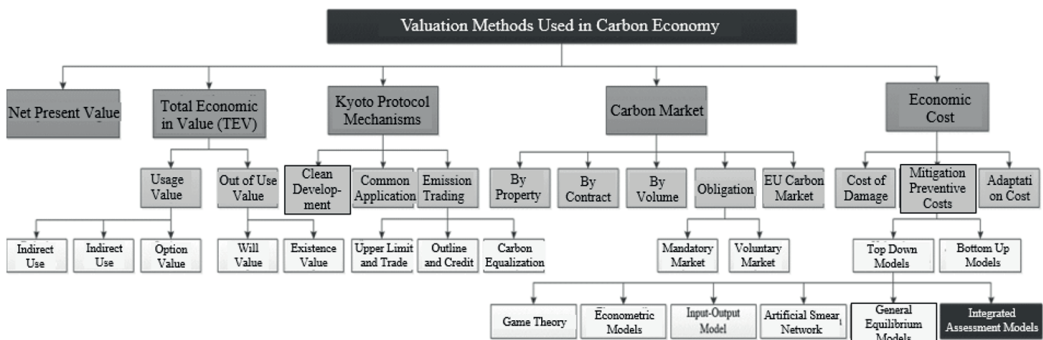 Valuation Methods Used in Carbon Economy
Net Present Value
Total Economic
in Value (TEV)
Kyoto Protocol
Mechanisms
Carbon Market
Economic
Cost
Usage
Value
Out of Use
Value
Clean
Develop-
ment
Common
Application
Emission
Trading
By
Property
By
Contract
By
Volume
Obligation
EU Carbon
Market
Cost of
Damage
Mitigation
Preventive
Costs
Adaptati
on Cost
Indirect
Use
Indirect
Use
Option
Value
Will
Value
Existence
Value
Upper Limit
and Trade
Outline
and Credit
Carbon
Equalization
Mandatory
Market
Voluntary
Market
Top Down
Models
Bottom Up
Models
Game Theory
Econometric
Models
Input-Output
Model
Artificial Smear
Network
General
Equilibrium
Models
Integrated
Assessment Models